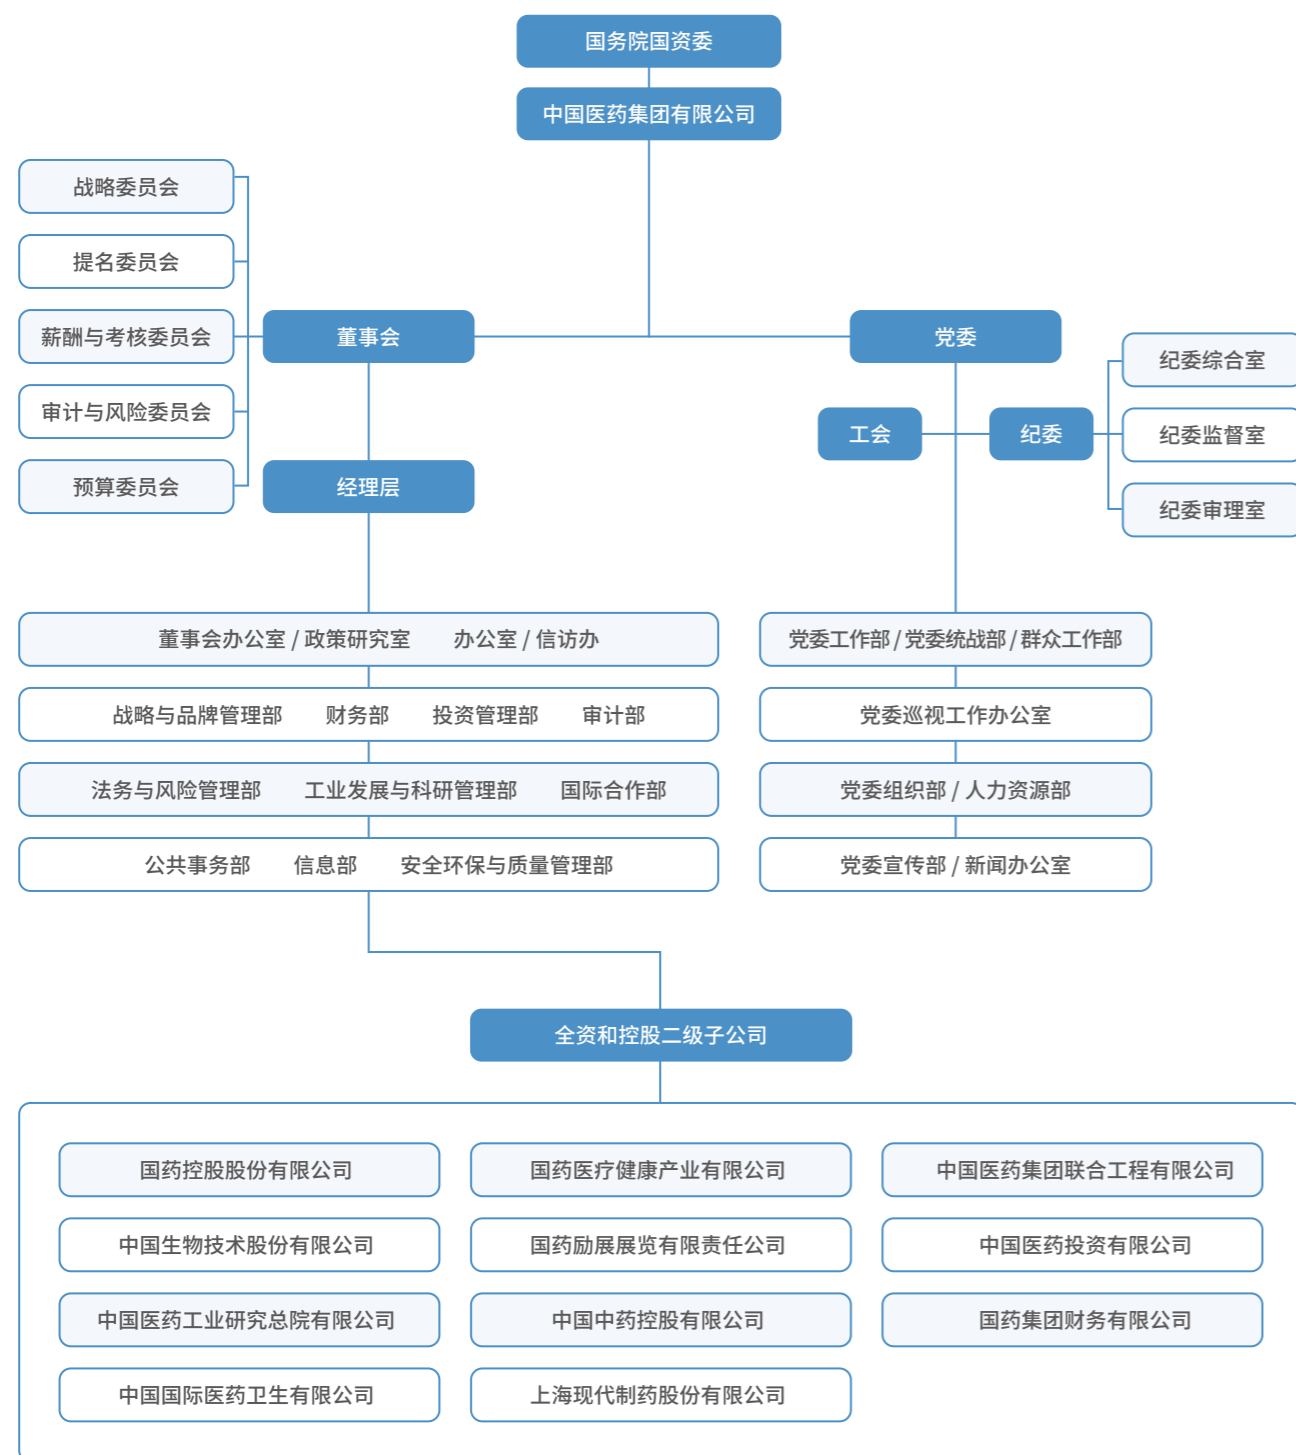 国务院国资委
中国医药集团有限公司
战略委员会
提名委员会
薪酬与考核委员会
审计与风险委员会
预算委员会
董事会
经理层
党委
工会
纪委
纪委综合室
纪委监督室
纪委审理室
董事会办公室 / 政策研究室 办公室 / 信访办
战略与品牌管理部 财务部 投资管理部 审计部
法务与风险管理部 工业发展与科研管理部 国际合作部
公共事务部 信息部 安全环保与质量管理部
党委工作部 / 党委统战部 / 群众工作部
党委巡视工作办公室
党委组织部 / 人力资源部
党委宣传部 / 新闻办公室
全资和控股二级子公司
国药控股股份有限公司
国药医疗健康产业有限公司
中国医药集团联合工程有限公司
中国生物技术股份有限公司
国药励展展览有限责任公司
中国医药投资有限公司
中国医药工业研究总院有限公司
中国中药控股有限公司
国药集团财务有限公司
中国国际医药卫生有限公司
上海现代制药股份有限公司